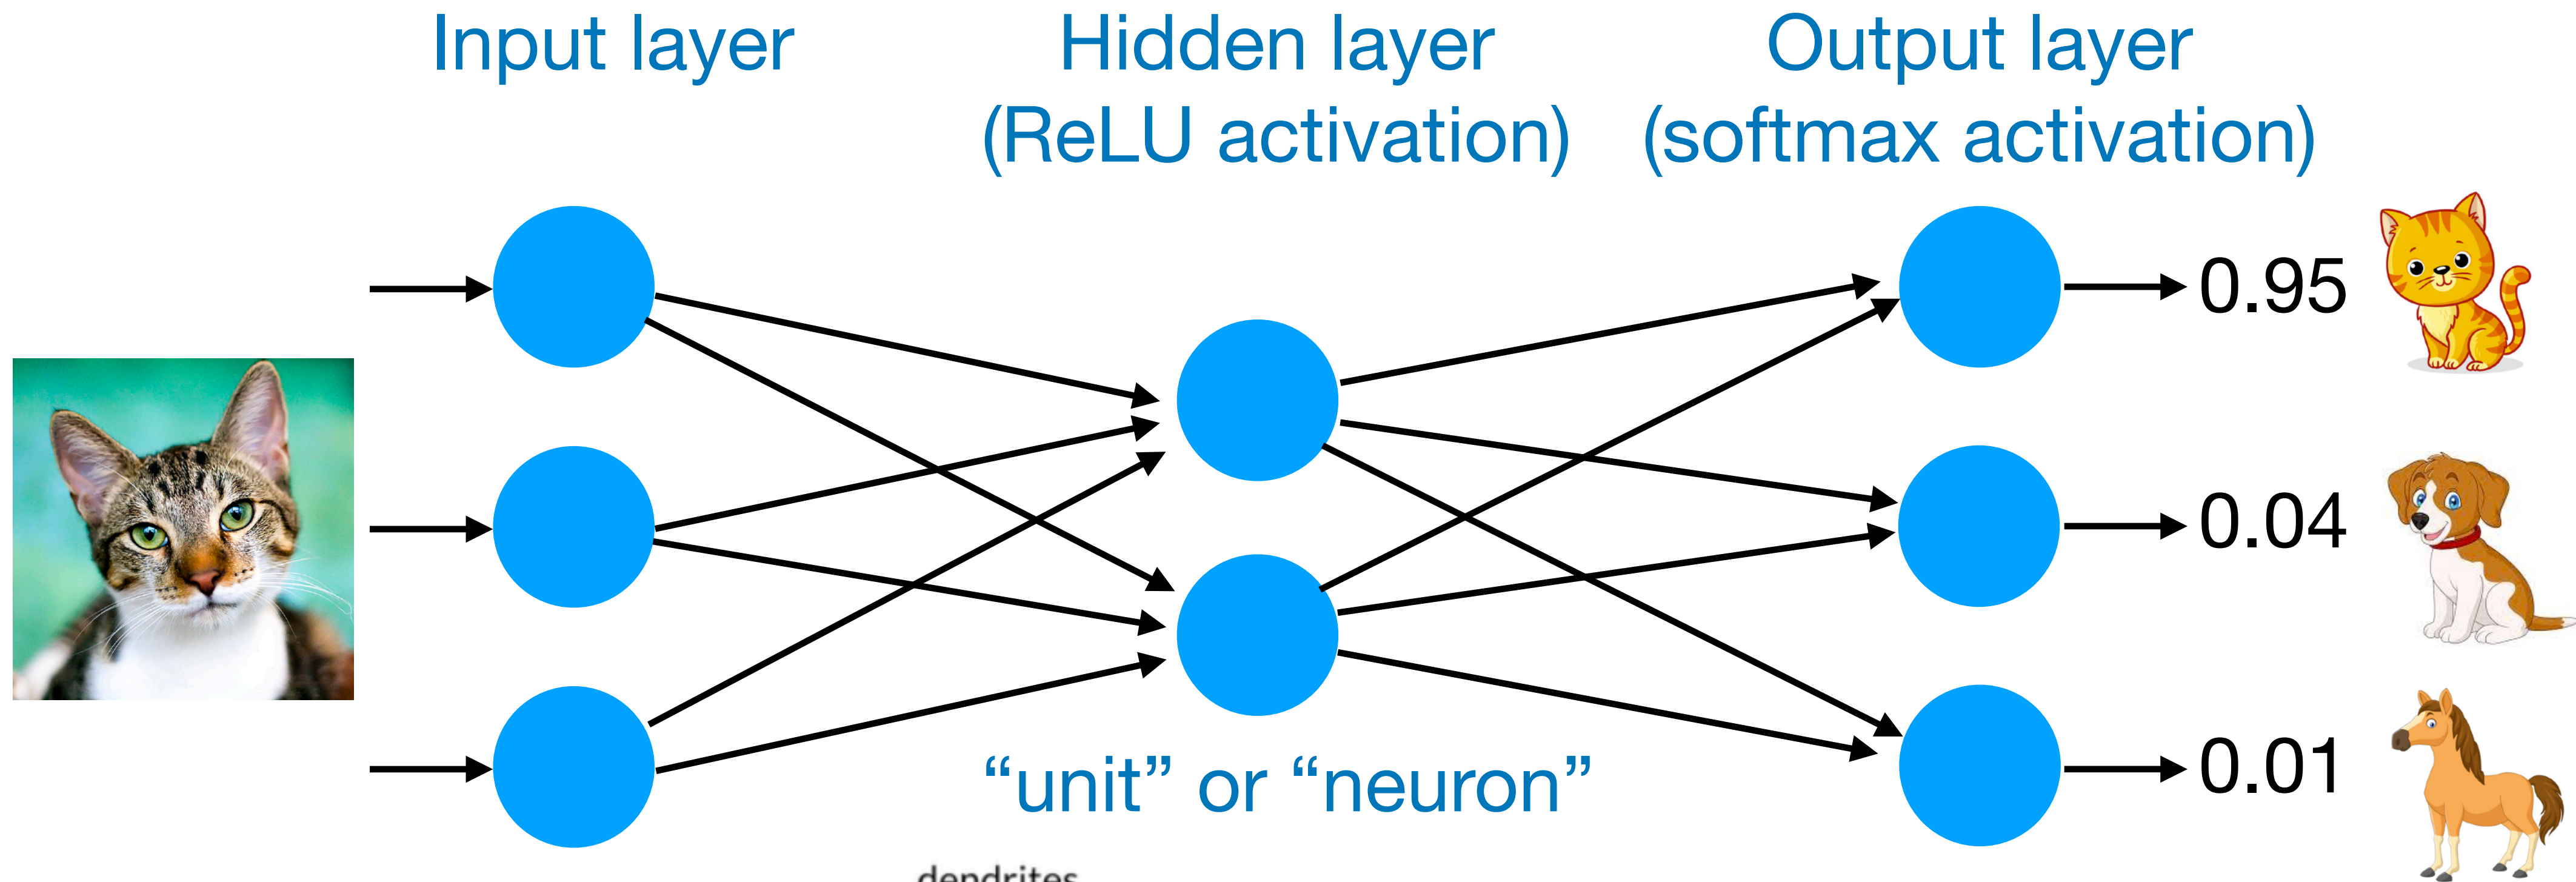 Input layer
Hidden layer
(ReLU activation)
Output layer
(softmax activation)
0.95
0.04
0.01
“unit” or “neuron”
dendrites